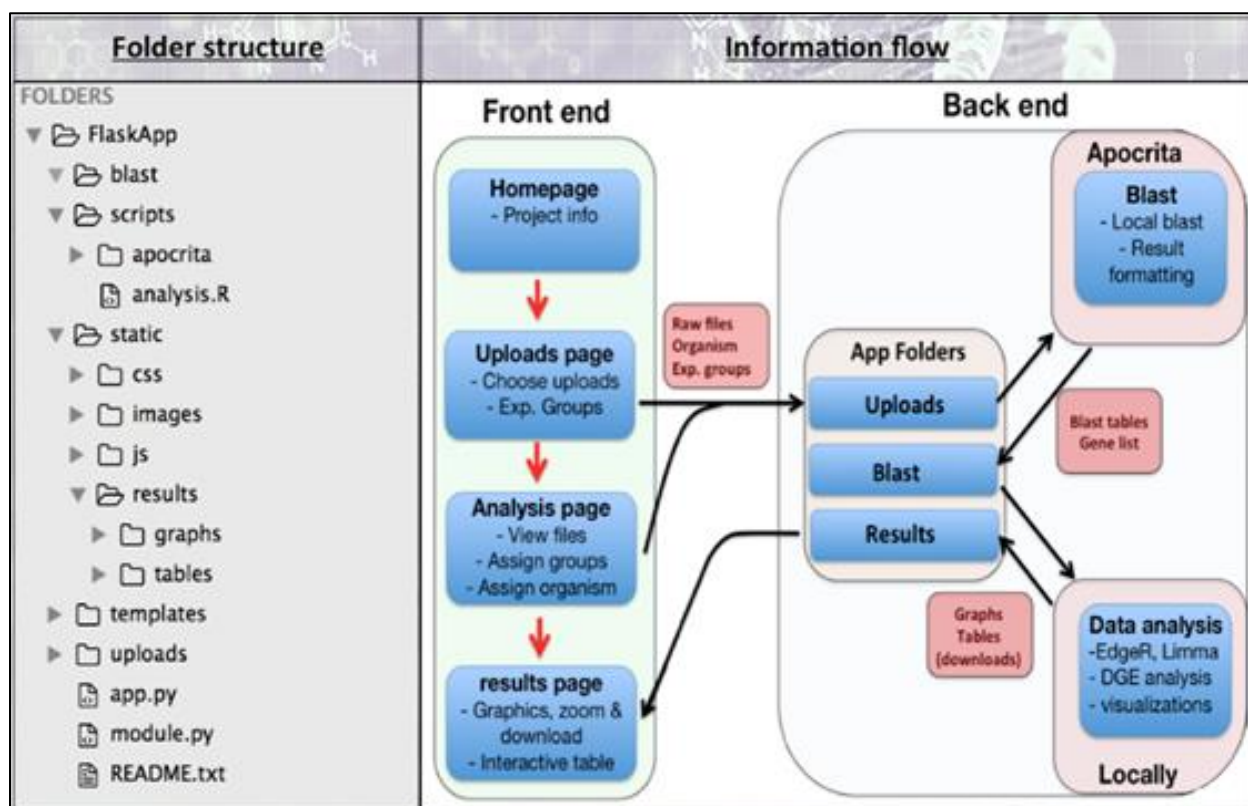 Folder structure
Information flow
FOLDERS
FlaskApp
blast
scripts
apocrita
analysis.R
static
css
images
js
results
graphs
tables
templates
uploads
app.py
module.py
README.txt
Front end
Homepage
- Project info
Uploads page
- Choose uploads
- Exp. Groups
Analysis page
- View files
- Assign groups
- Assign organism
results page
- Graphics, zoom &
download
- Interactive table
Raw files
Organism
Exp. groups
Back end
App Folders
Uploads
Blast
Results
Apocrita
Blast
- Local blast
- Result
formatting
Blast tables
Gene list
Graphs
Tables
(downloads)
Data analysis
-EdgeR, Limma
- DGE analysis
- visualizations
Locally